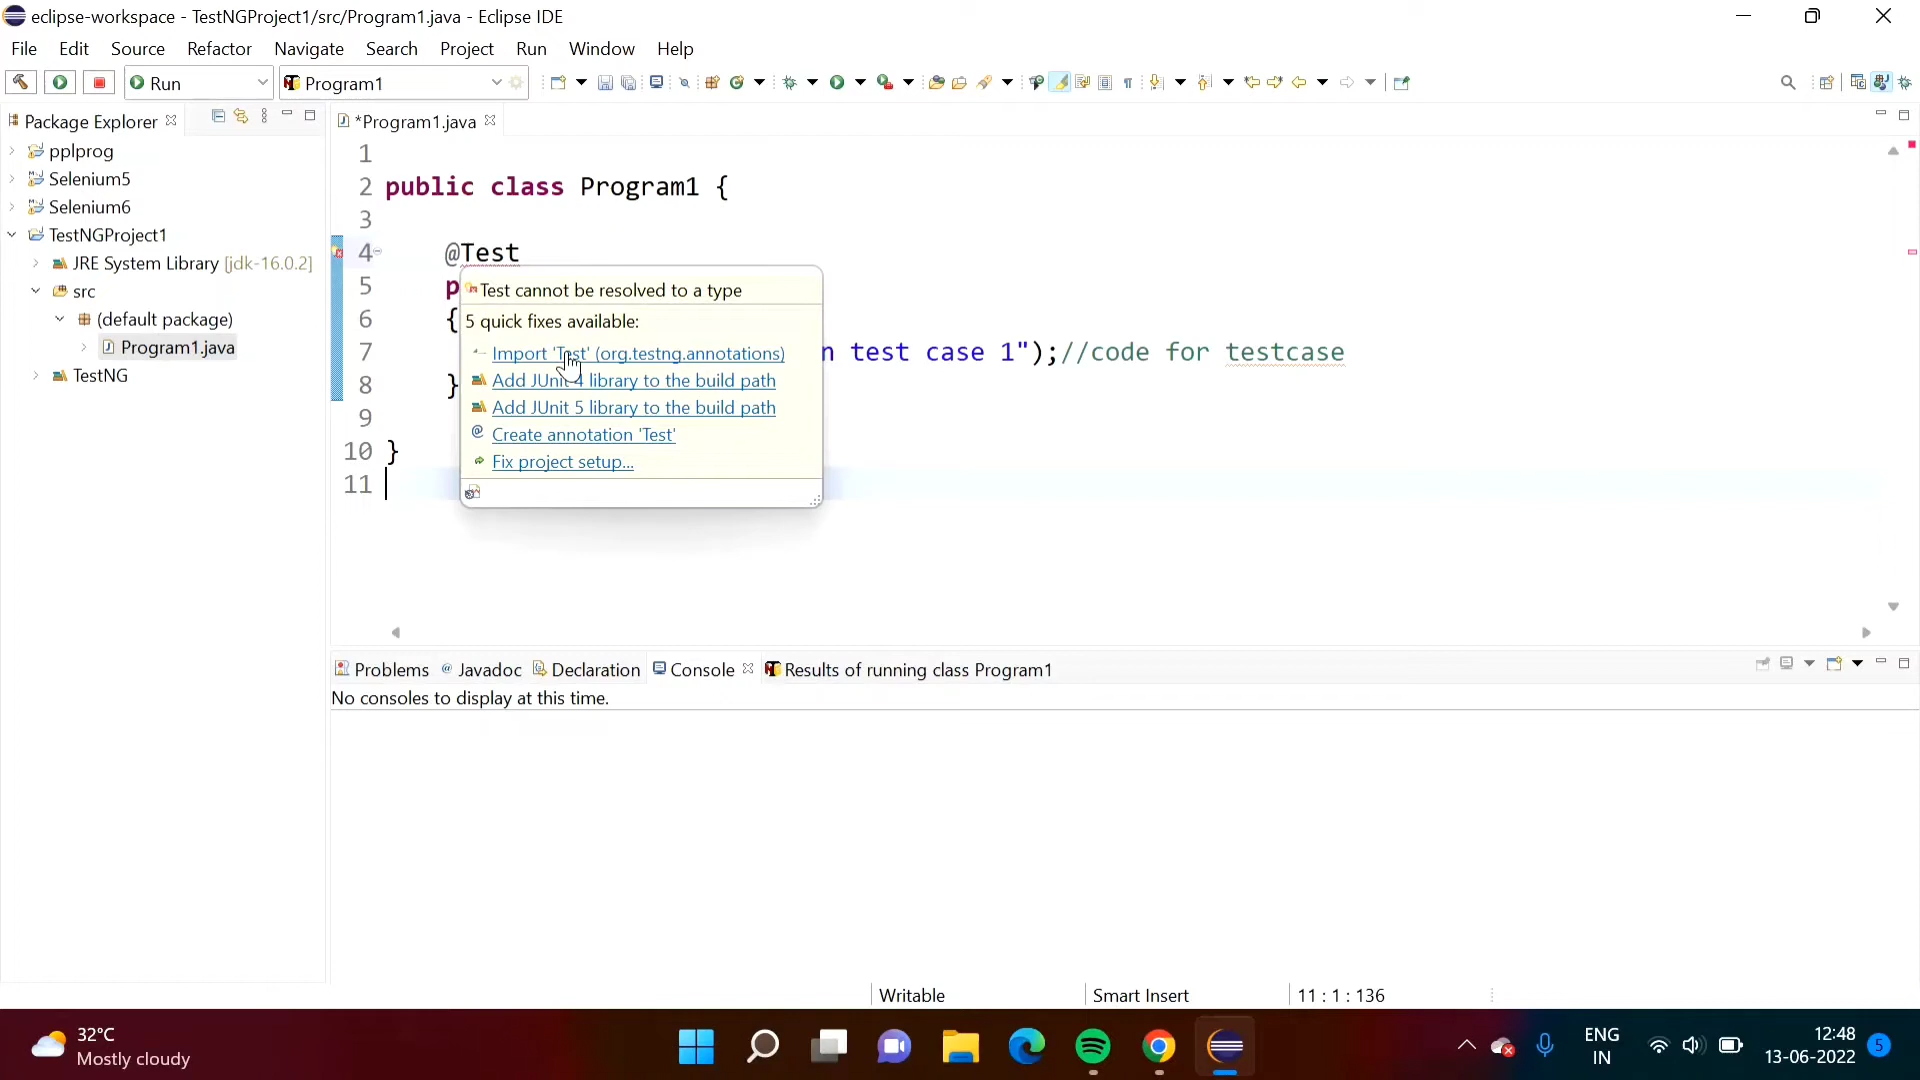 eclipse-workspace - TestNGProject1/src/Program1.java - Eclipse IDE
File Edit Source Refactor Navigate Search Project Run Window Help
Run Program1
Package Explorer
pplprog
Selenium5
Selenium6
TestNGProject1
JRE System Library [jdk-16.0.2]
src
(default package)
Program1.java
TestNG
*Program1.java
1
2 public class Program1 {
3
4 @Test
5 p
6 {
7 n test case 1");//code for testcase
8 }
9
10 }
11
Test cannot be resolved to a type
5 quick fixes available:
Import 'Test' (org.testng.annotations)
Add JUnit 4 library to the build path
Add JUnit 5 library to the build path
Create annotation 'Test'
Fix project setup...
Problems @ Javadoc Declaration Console Results of running class Program1
No consoles to display at this time.
Writable Smart Insert 11 : 1 : 136
32°C
Mostly cloudy
ENG
IN
12:48
13-06-2022
5